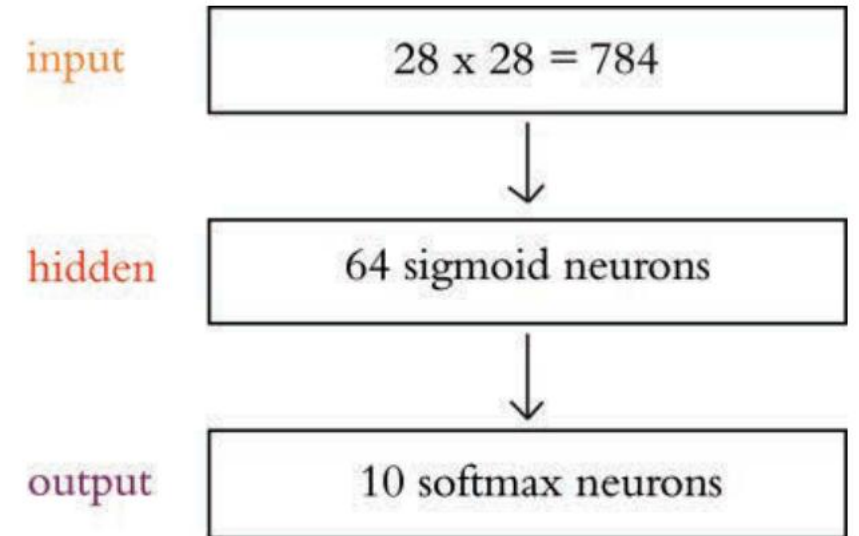 input
28 x 28 = 784
hidden
64 sigmoid neurons
output
10 softmax neurons